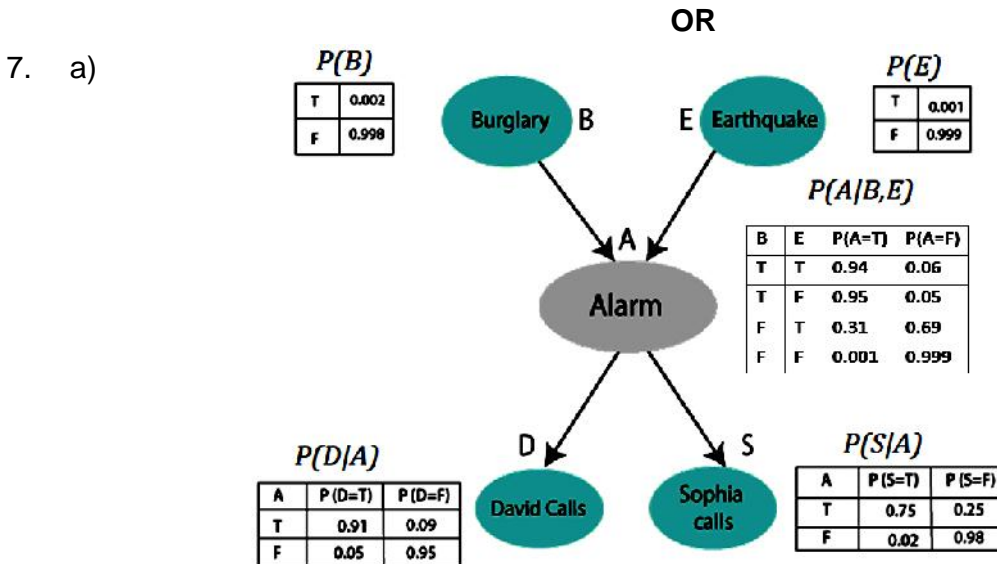 OR
7. a)
P(B)
T 0.002
F 0.998
Burglary B
E Earthquake
P(E)
T 0.001
F 0.999
P(A/B,E)
B E P(A=T) P(A=F)
T T 0.94 0.06
T F 0.95 0.05
F T 0.31 0.69
F F 0.001 0.999
A
Alarm
D
S
P(D/A)
A P (D=T) P (D=F)
T 0.91 0.09
F 0.05 0.95
David Calls
Sophia
calls
P(S/A)
A P (S=T) P (S=F)
T 0.75 0.25
F 0.02 0.98